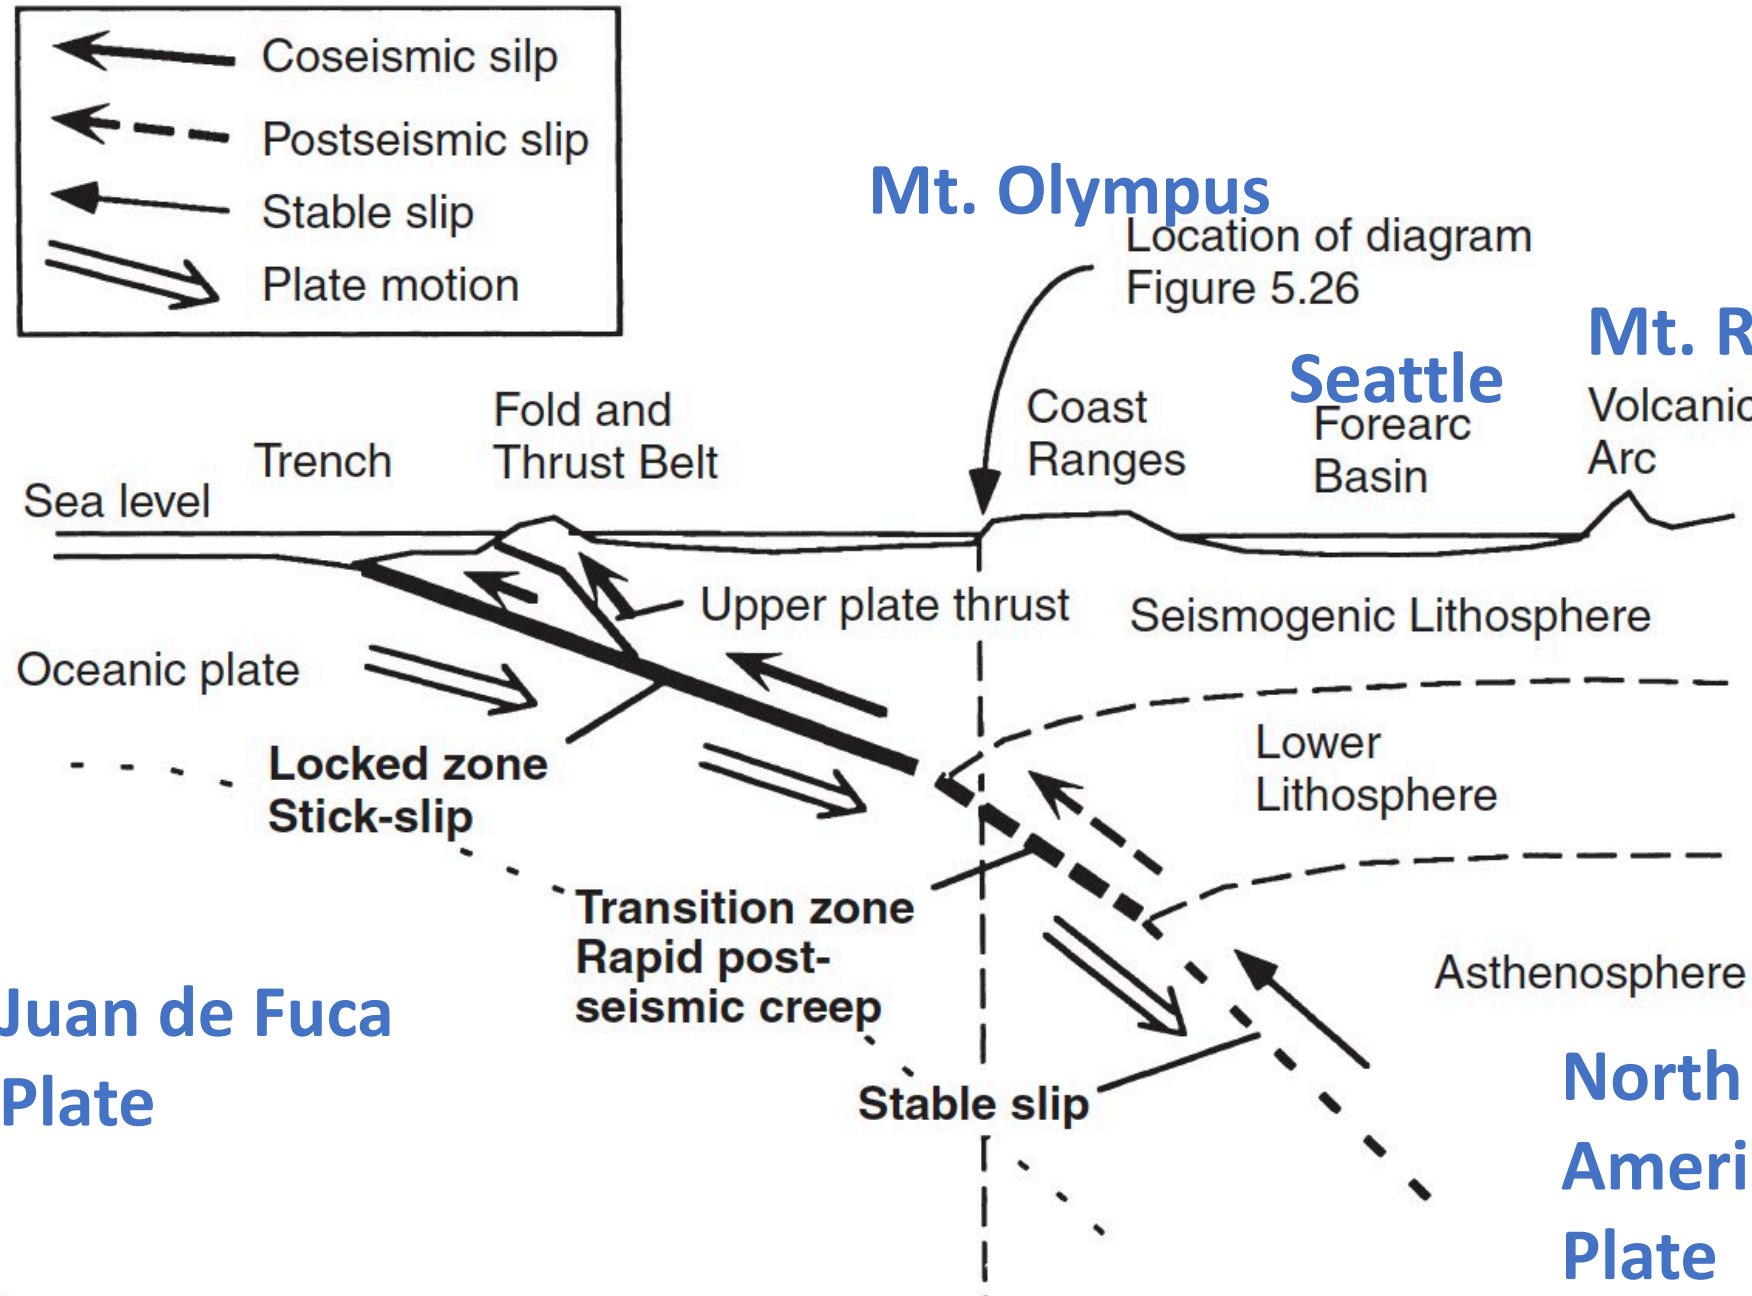 Coseismic silp
Postseismic slip
Stable slip
Plate motion
Mt. Olympus
Location of diagram
Figure 5.26
Mt. R
Seattle
Fold and
Thrust Belt
Trench
Sea level
Coast
Ranges
Forearc
Basin
Volcanic
Arc
Upper plate thrust
Seismogenic Lithosphere
Oceanic plate
Locked zone
Stick-slip
Lower
Lithosphere
Transition zone
Rapid post-
seismic creep
Asthenosphere
Juan de Fuca
Plate
Stable slip
North
Ameri
Plate